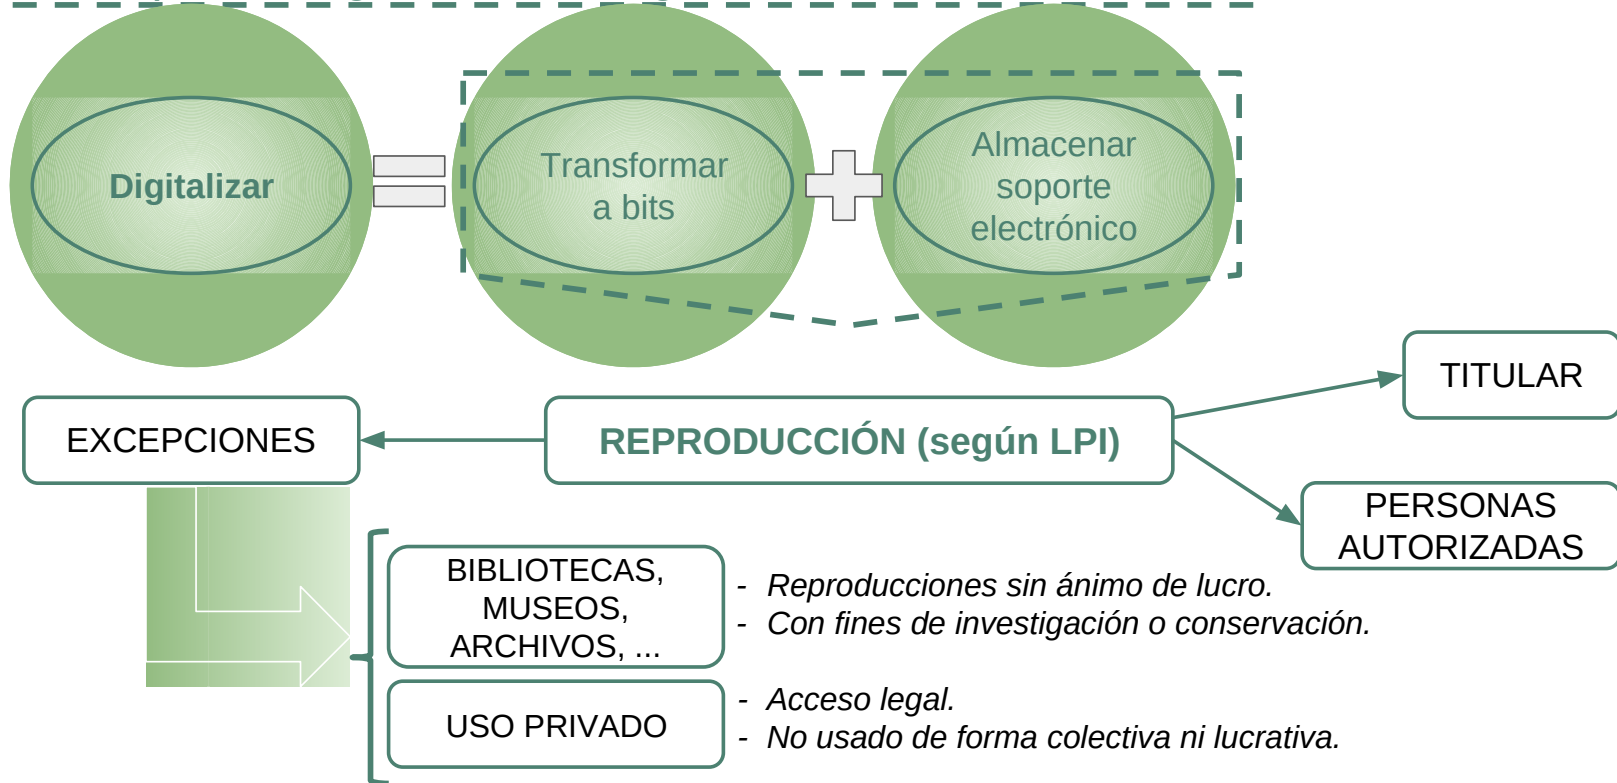 Digitalizar
Transformar
a bits
Almacenar
soporte
electrónico
TITULAR
EXCEPCIONES
REPRODUCCIÓN (según LPI)
PERSONAS
AUTORIZADAS
BIBLIOTECAS,
MUSEOS,
ARCHIVOS, ...
- Reproducciones sin ánimo de lucro.
- Con fines de investigación o conservación.
USO PRIVADO
- Acceso legal.
- No usado de forma colectiva ni lucrativa.